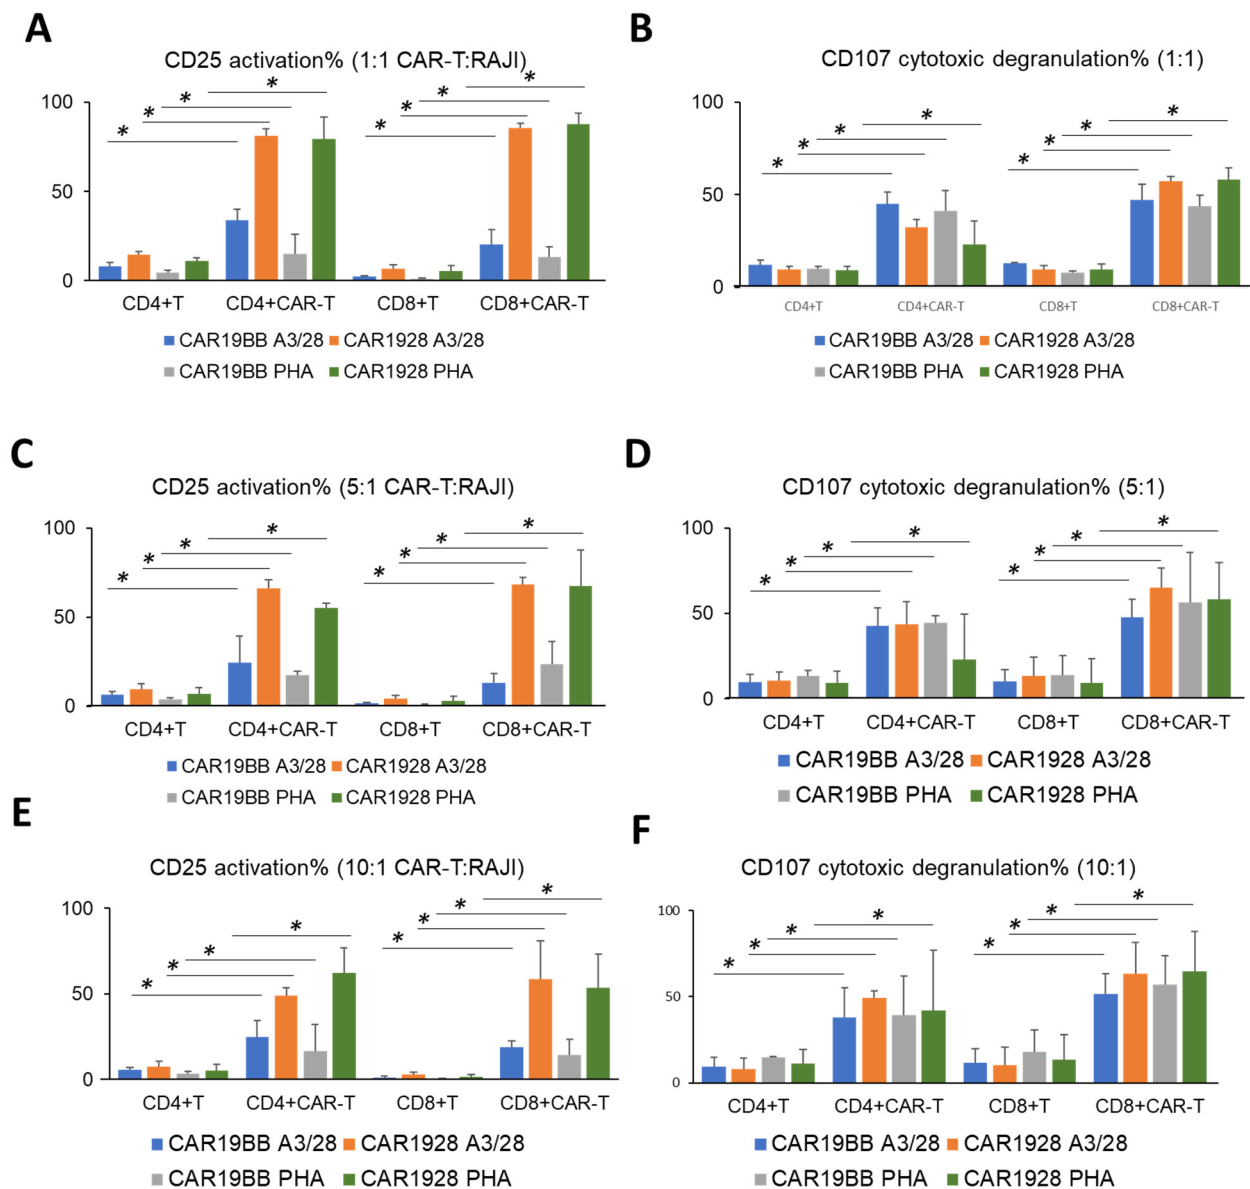 A
CD25 activation% (1:1 CAR-T:RAJI)
* * * * * * * *
100
50
0
CD4+T CD4+CAR-T CD8+T CD8+CAR-T
CAR19BB A3/28 CAR1928 A3/28
CAR19BB PHA CAR1928 PHA
B
CD107 cytotoxic degranulation% (1:1)
* * * * * * * *
100
50
0
CD4+T CD4+CAR-T CD8+T CD8+CAR-T
CAR19BB A3/28 CAR1928 A3/28
CAR19BB PHA CAR1928 PHA
C
CD25 activation% (5:1 CAR-T:RAJI)
* * * * * * * *
100
50
0
CD4+T CD4+CAR-T CD8+T CD8+CAR-T
CAR19BB A3/28 CAR1928 A3/28
CAR19BB PHA CAR1928 PHA
D
CD107 cytotoxic degranulation% (5:1)
* * * * * * * *
100
50
0
CD4+T CD4+CAR-T CD8+T CD8+CAR-T
CAR19BB A3/28 CAR1928 A3/28
CAR19BB PHA CAR1928 PHA
E
CD25 activation% (10:1 CAR-T:RAJI)
* * * * * * * *
100
50
0
CD4+T CD4+CAR-T CD8+T CD8+CAR-T
CAR19BB A3/28 CAR1928 A3/28
CAR19BB PHA CAR1928 PHA
F
CD107 cytotoxic degranulation% (10:1)
* * * * * * * *
100
50
0
CD4+T CD4+CAR-T CD8+T CD8+CAR-T
CAR19BB A3/28 CAR1928 A3/28
CAR19BB PHA CAR1928 PHA